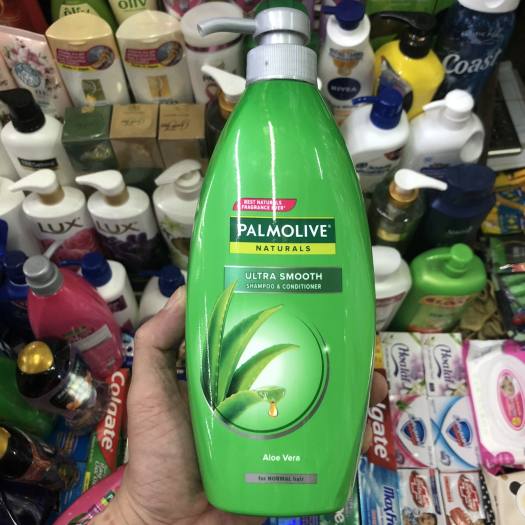 BEST NATURALS
FRAGRANCE EVER*
PALMOLIVE®
NATURALS
ULTRA SMOOTH
SHAMPOO & CONDITIONER
Aloe Vera
for NORMAL hair
LUX
LUX
NIVEA
Coast
Colgate
Colgate